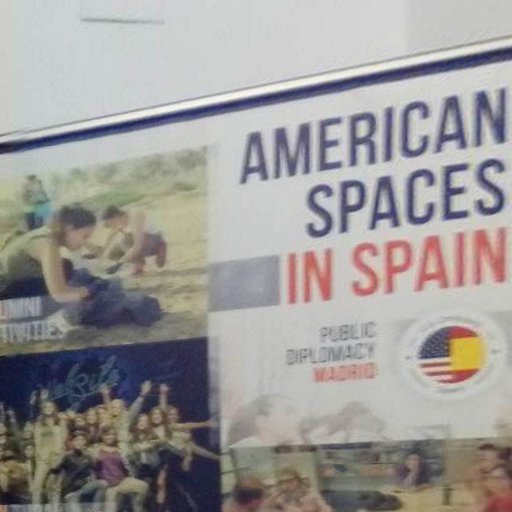 AMERICAN
SPACES
IN SPAIN
PUBLIC
DIPLOMACY
MADRID